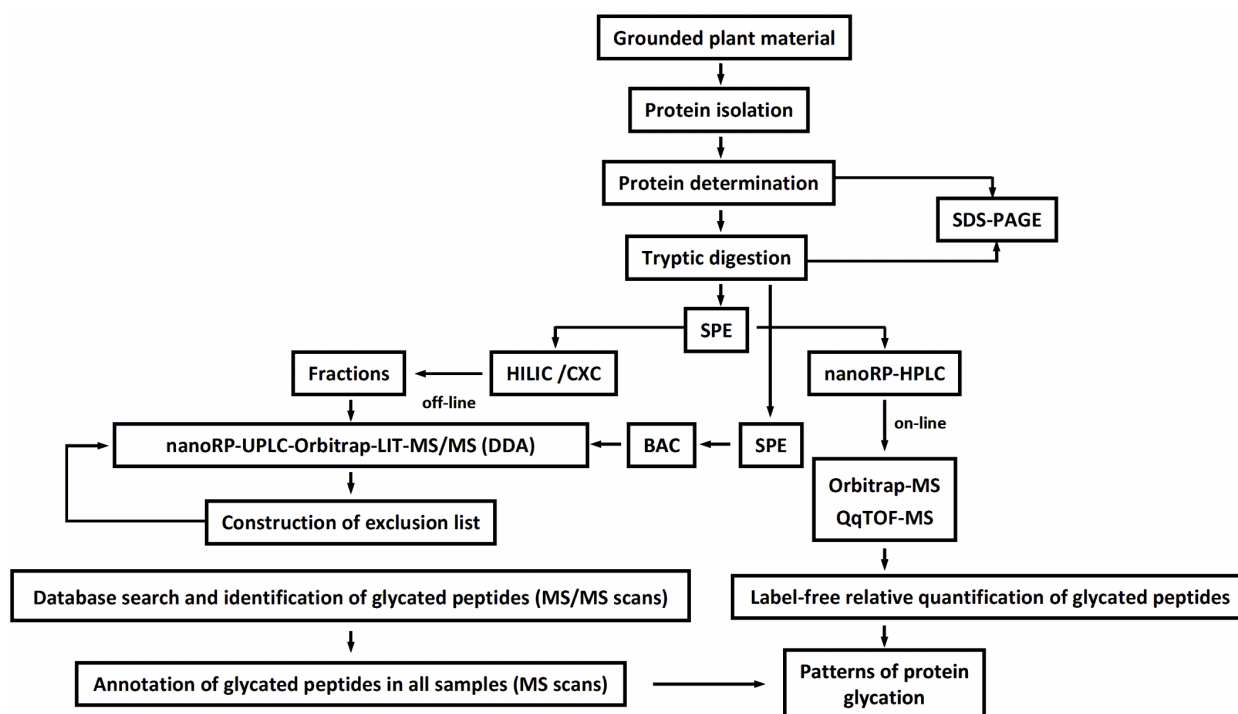 Grounded plant material
Protein isolation
Protein determination
SDS-PAGE
Tryptic digestion
SPE
Fractions
HILIC /CXC
nanoRP-HPLC
off-line
on-line
nanoRP-UPLC-Orbitrap-LIT-MS/MS (DDA)
BAC
SPE
Orbitrap-MS
QqTOF-MS
Construction of exclusion list
Database search and identification of glycated peptides (MS/MS scans)
Label-free relative quantification of glycated peptides
Annotation of glycated peptides in all samples (MS scans)
Patterns of protein
glycation